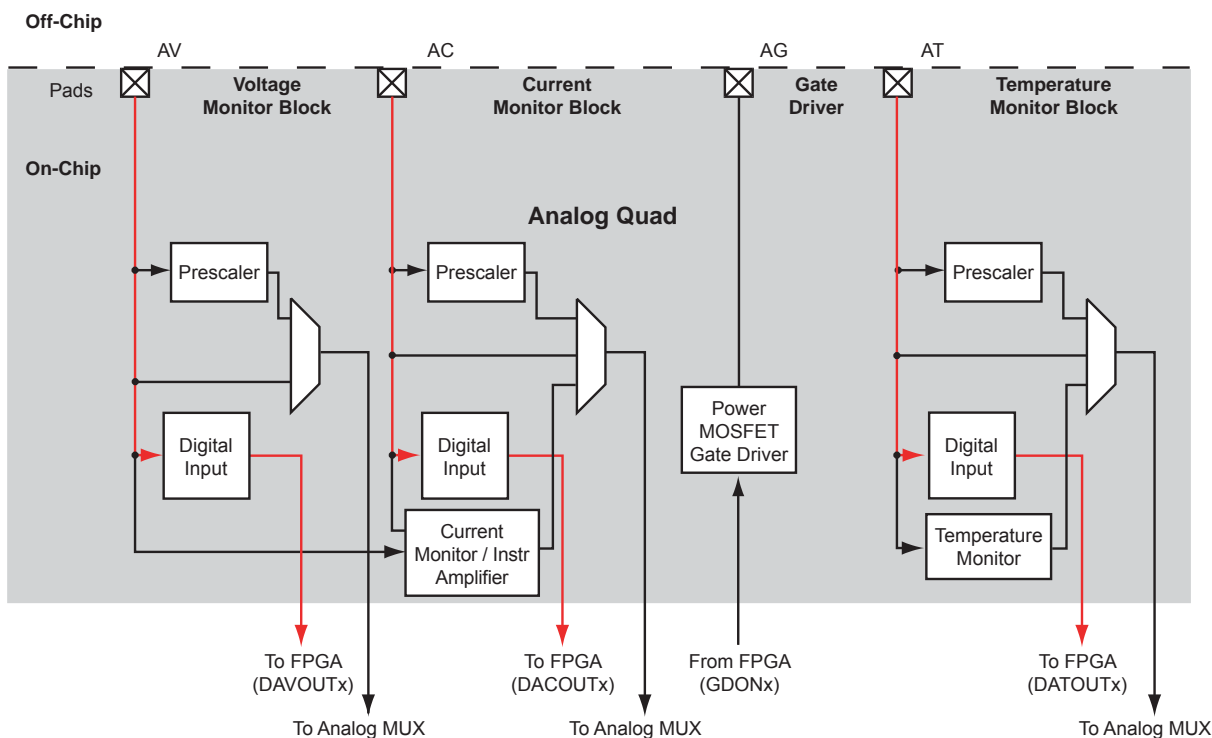 Off-Chip
AV
AC
AG
AT
Pads
Voltage
Monitor Block
Current
Monitor Block
Gate
Driver
Temperature
Monitor Block
On-Chip
Analog Quad
Prescaler
Prescaler
Prescaler
Digital
Input
Digital
Input
Power
MOSFET
Gate Driver
Digital
Input
Current
Monitor / Instr
Amplifier
Temperature
Monitor
To FPGA
(DAVOUTx)
To FPGA
(DACOUTx)
From FPGA
(GDONx)
To FPGA
(DATOUTx)
To Analog MUX
To Analog MUX
To Analog MUX